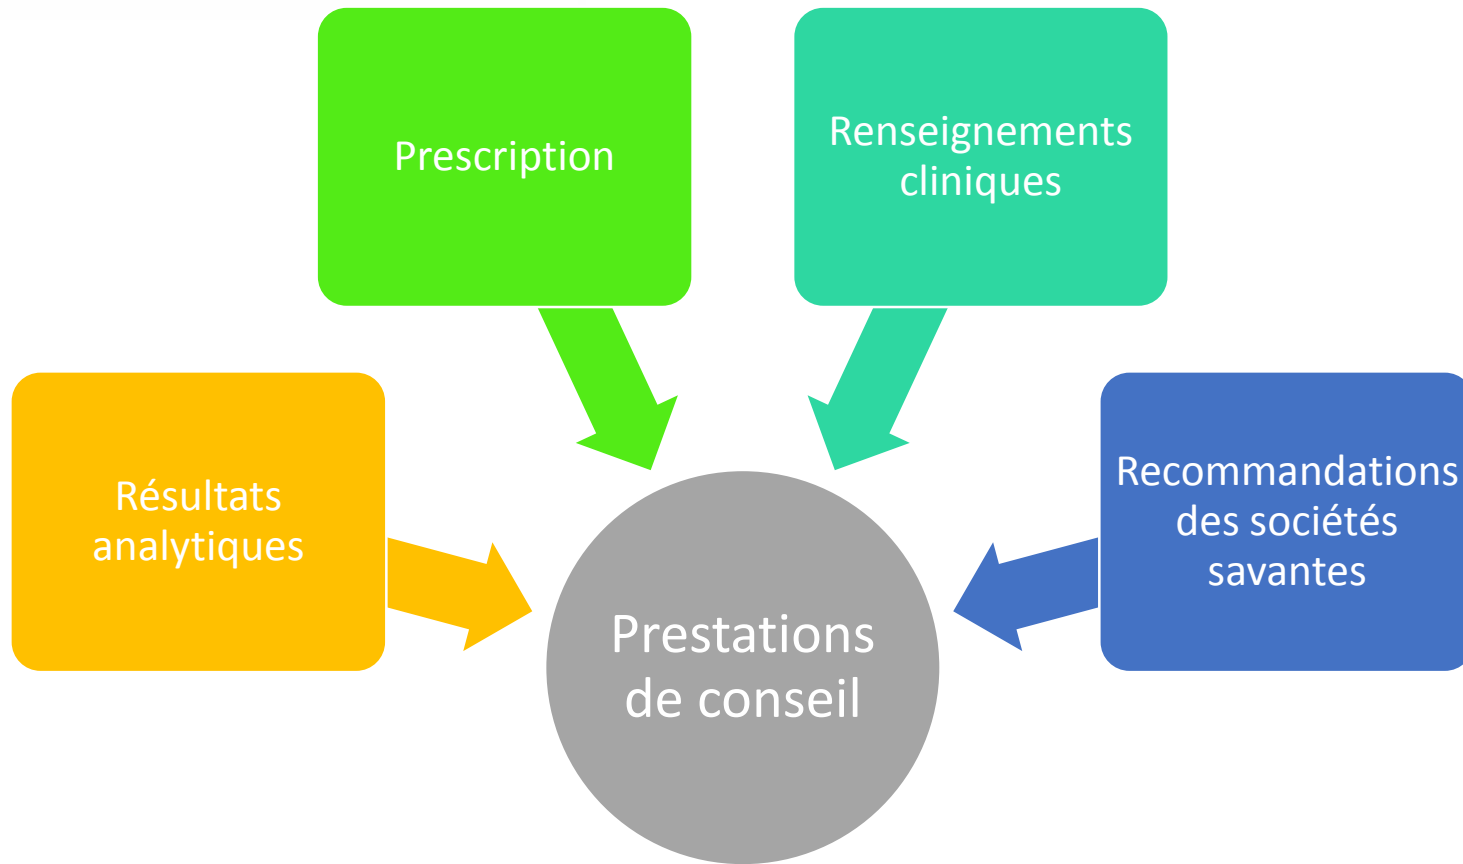 Prescription
Renseignements
cliniques
Résultats
analytiques
Recommandations
des sociétés
savantes
Prestations
de conseil